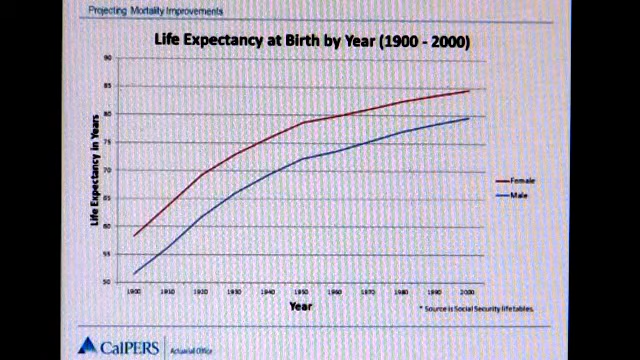 Projecting Mortality Improvements
Life Expectancy at Birth by Year (1900 - 2000)
Life Expectancy in Years
90
85
80
75
70
65
60
55
50
1900 1910 1920 1930 1940 1950 1960 1970 1980 1990 2000
Year
Female
Male
* Source is Social Security life tables.
CalPERS
Actuarial Office